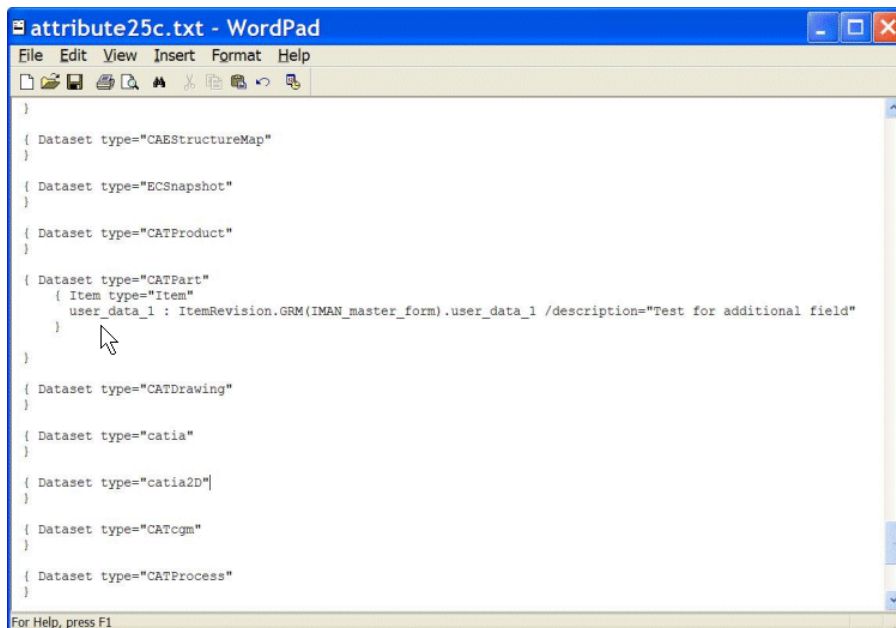 attribute25c.txt - WordPad
File Edit View Insert Format Help
}
{ Dataset type="CAEStructureMap"
}
{ Dataset type="ECSnapshot"
}
{ Dataset type="CATProduct"
}
{ Dataset type="CATPart"
{ Item type="Item"
user_data_1 : ItemRevision.GRM(IMAN_master_form).user_data_1 /description="Test for additional field"
}
}
{ Dataset type="CATDrawing"
}
{ Dataset type="catia"
}
{ Dataset type="catia2D"
}
{ Dataset type="CATcgm"
}
{ Dataset type="CATProcess"
}
For Help, press F1